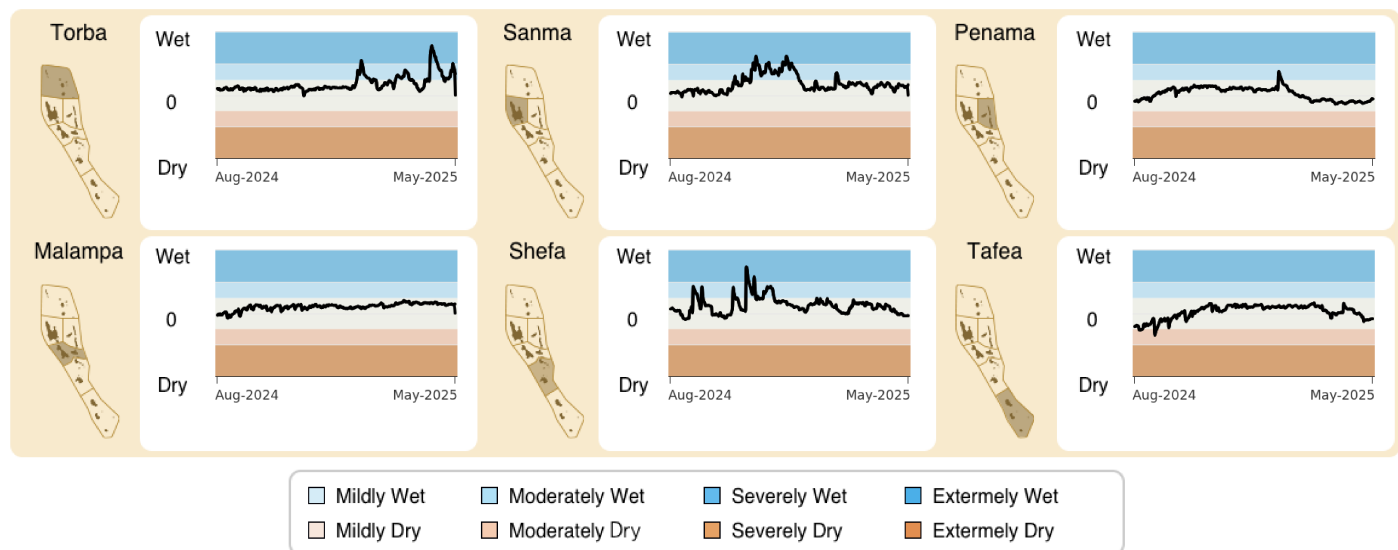 Torba
Wet
0
Dry
Aug-2024 May-2025
Sanma
Wet
0
Dry
Aug-2024 May-2025
Penama
Wet
0
Dry
Aug-2024 May-2025
Malampa
Wet
0
Dry
Aug-2024 May-2025
Shefa
Wet
0
Dry
Aug-2024 May-2025
Tafea
Wet
0
Dry
Aug-2024 May-2025
Mildly Wet Moderately Wet Severely Wet Extermely Wet
Mildly Dry Moderately Dry Severely Dry Extermely Dry